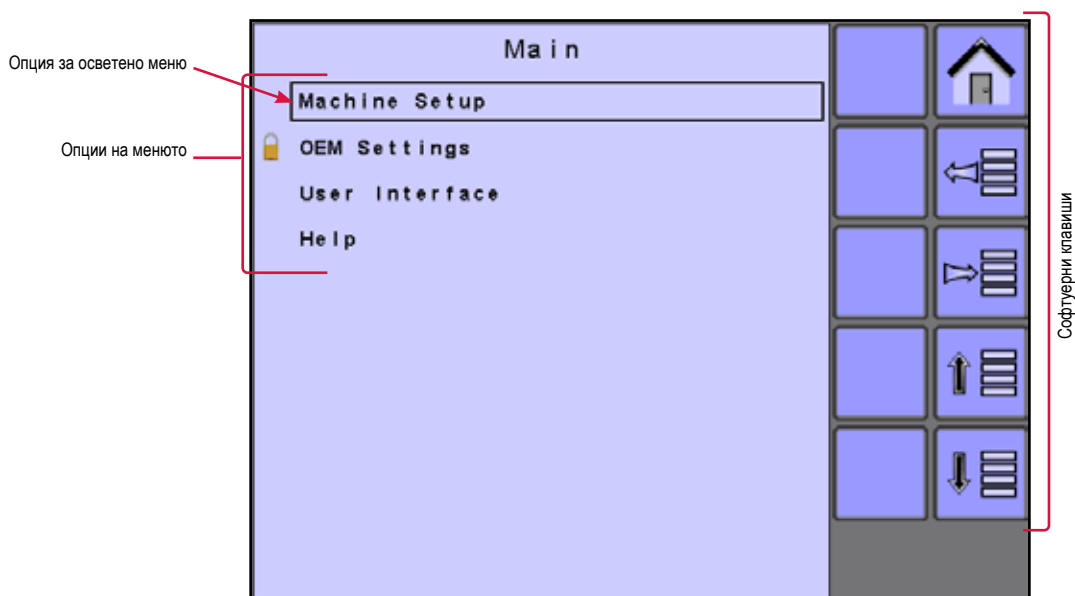 Main
Опция за осветено меню
Machine Setup
Опции на менюто
OEM Settings
User Interface
Help
Софтуерни клавиши